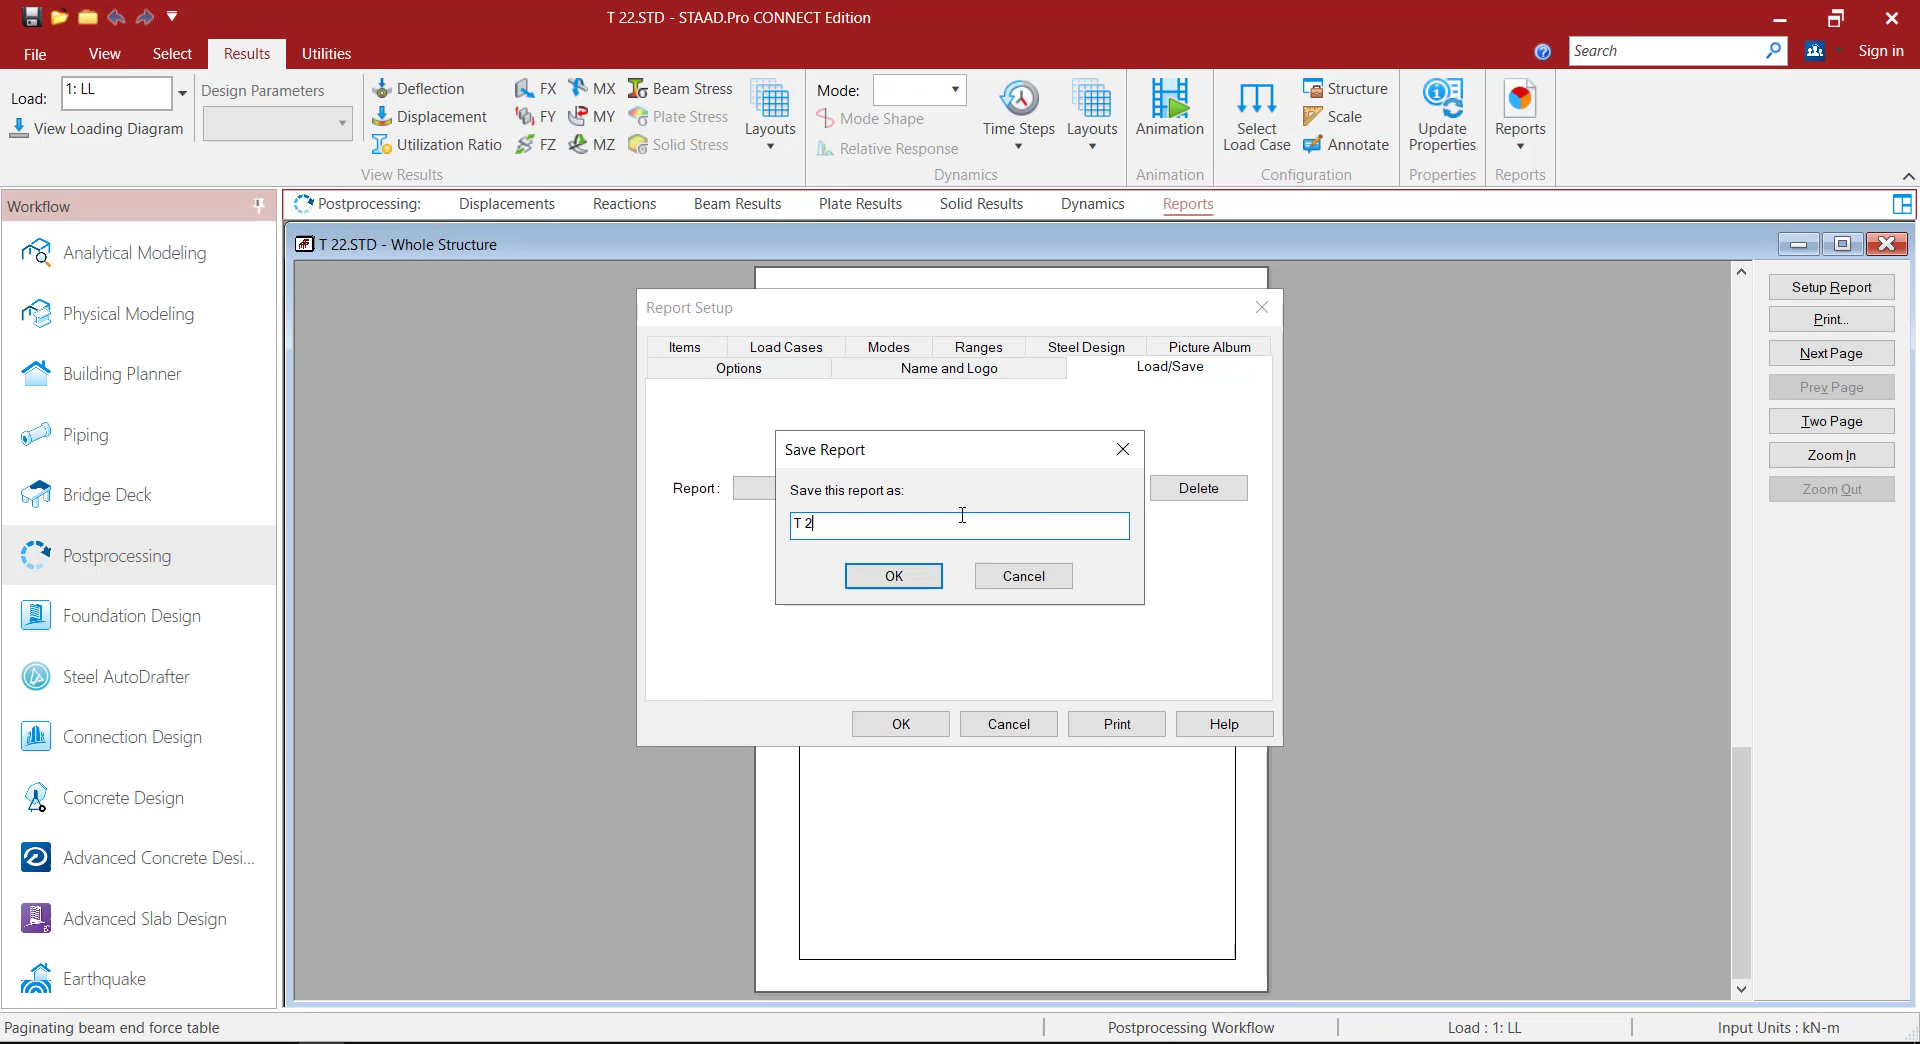 T 22.STD - STAAD.Pro CONNECT Edition
File View Select Results Utilities Search Sign in
Load: 1: LL
View Loading Diagram
Design Parameters
Deflection FX MX Beam Stress
Displacement FY MY Plate Stress
Utilization Ratio FZ MZ Solid Stress
Layouts
View Results
Mode:
Mode Shape
Relative Response
Time Steps
Layouts
Dynamics
Animation
Animation
Select Load Case
Structure
Scale
Annotate
Configuration
Update Properties
Properties
Reports
Reports
Workflow
Postprocessing: Displacements Reactions Beam Results Plate Results Solid Results Dynamics Reports
Analytical Modeling
Physical Modeling
Building Planner
Piping
Bridge Deck
Postprocessing
Foundation Design
Steel AutoDrafter
Connection Design
Concrete Design
Advanced Concrete Desi...
Advanced Slab Design
Earthquake
T 22.STD - Whole Structure
Report Setup
Items Load Cases Modes Ranges Steel Design Picture Album
Options Name and Logo Load/Save
Report:
Delete
Save Report
Save this report as:
T 2
OK Cancel
OK Cancel Print Help
Setup Report
Print...
Next Page
Prev Page
Two Page
Zoom In
Zoom Out
Paginating beam end force table
Postprocessing Workflow
Load : 1: LL
Input Units : kN-m